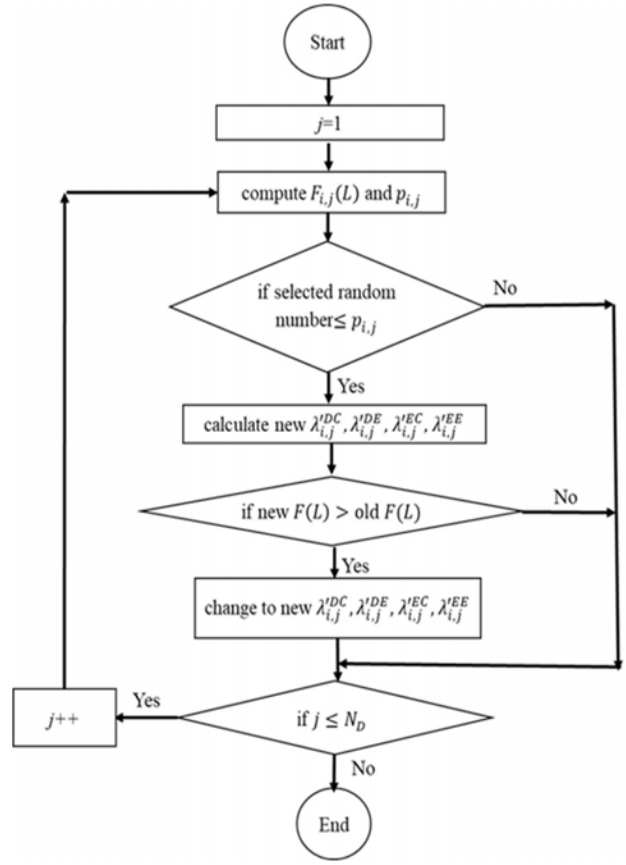 Start
j=1
compute F_{i,j}(L) and p_{i,j}
if selected random
number≤ p_{i,j}
No
Yes
calculate new λ'^{DC}_{i,j}, λ'^{DE}_{i,j}, λ'^{EC}_{i,j}, λ'^{EE}_{i,j}
if new F(L) > old F(L)
No
Yes
change to new λ'^{DC}_{i,j}, λ'^{DE}_{i,j}, λ'^{EC}_{i,j}, λ'^{EE}_{i,j}
j++
Yes
if j ≤ N_D
No
End